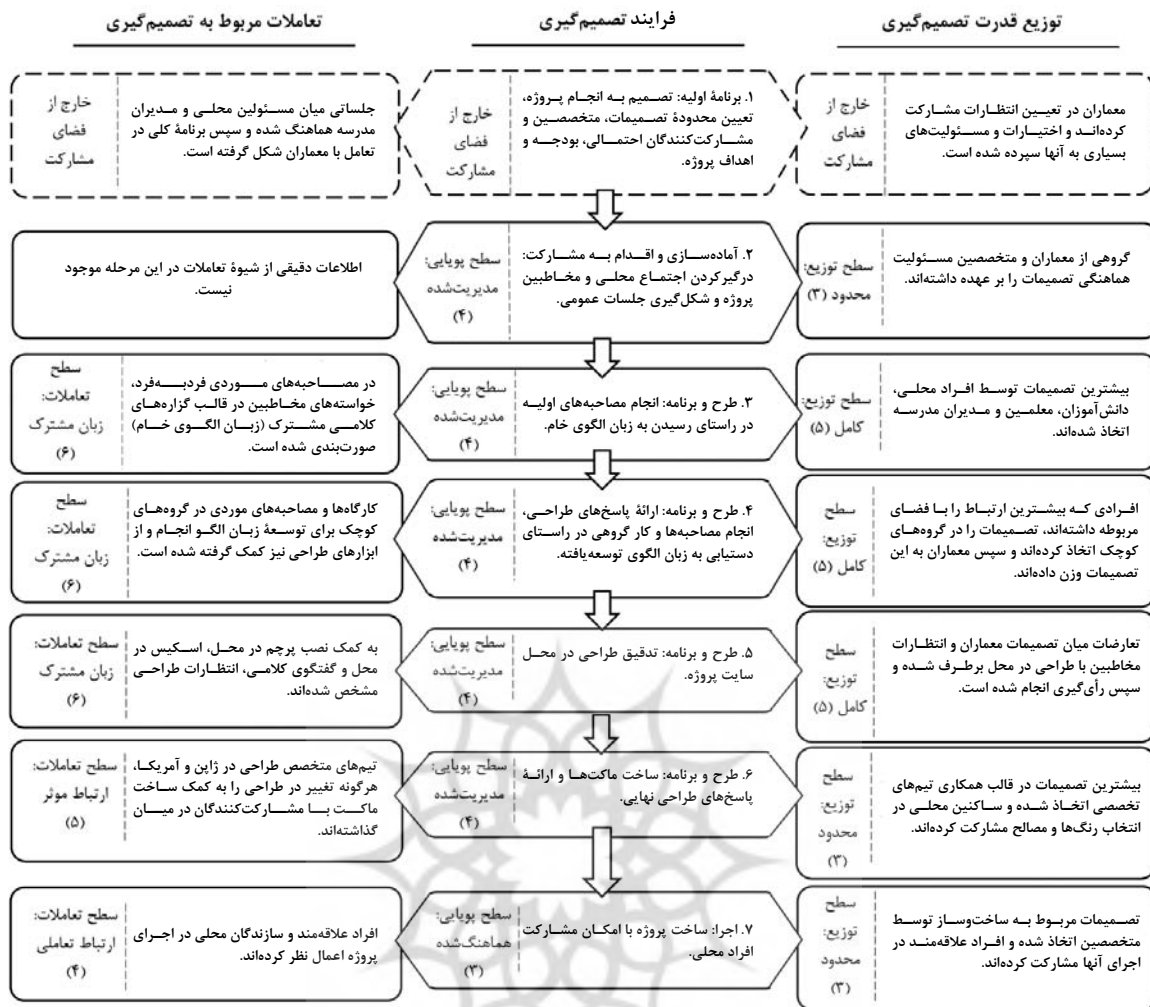 توزیع قدرت تصمیم‌گیری
فرایند تصمیم‌گیری
تعاملات مربوط به تصمیم‌گیری
معماران در تعیین انتظارات مشارکت
کرده‌اند و اختیارات و مسئولیت‌های
بسیاری به آنها سپرده شده است.
خارج از
فضای
مشارکت
۱. برنامهٔ اولیه: تصمیم به انجام پروژه،
تعیین محدودهٔ تصمیمات، متخصصین و
مشارکت‌کنندگان احتمالی، بودجه و
اهداف پروژه.
خارج از
فضای
مشارکت
جلساتی میان مسئولین محلی و مدیران
مدرسه هماهنگ شده و سپس برنامهٔ کلی در
تعامل با معماران شکل گرفته است.
خارج از
فضای
مشارکت
گروهی از معماران و متخصصین مسئولیت
هماهنگی تصمیمات را بر عهده داشته‌اند.
سطح توزیع:
محدود (۳)
۲. آماده‌سازی و اقدام به مشارکت:
درگیرکردن اجتماع محلی و مخاطبین
پروژه و شکل‌گیری جلسات عمومی.
سطح پویایی:
مدیریت‌شده
(۴)
اطلاعات دقیقی از شیوهٔ تعاملات در این مرحله موجود
نیست.
بیشترین تصمیمات توسط افراد محلی،
دانش‌آموزان، معلمین و مدیران مدرسه
اتخاذ شده‌اند.
سطح توزیع:
کامل (۵)
۳. طرح و برنامه: انجام مصاحبه‌های اولیه
در راستای رسیدن به زبان الگوی خام.
سطح پویایی:
مدیریت‌شده
(۴)
در مصاحبه‌های موردی فردبه‌فرد،
خواسته‌های مخاطبین در قالب گزاره‌های
کلامی مشترک (زبان الگوی خام)
صورت‌بندی شده است.
سطح
تعاملات:
زبان مشترک
(۶)
افرادی که بیشترین ارتباط را با فضای
مربوطه داشته‌اند، تصمیمات را در گروه‌های
کوچک اتخاذ کرده‌اند و سپس معماران به این
تصمیمات وزن داده‌اند.
سطح
توزیع:
کامل (۵)
۴. طرح و برنامه: ارائهٔ پاسخ‌های طراحی،
انجام مصاحبه‌ها و کار گروهی در راستای
دستیابی به زبان الگوی توسعه‌یافته.
سطح پویایی:
مدیریت‌شده
(۴)
کارگاه‌ها و مصاحبه‌های موردی در گروه‌های
کوچک برای توسعهٔ زبان الگو انجام و از
ابزارهای طراحی نیز کمک گرفته شده است.
سطح
تعاملات:
زبان مشترک
(۶)
تعارضات میان تصمیمات معماران و انتظارات
مخاطبین با طراحی در محل برطرف شده و
سپس رأی‌گیری انجام شده است.
سطح
توزیع:
کامل (۵)
۵. طرح و برنامه: تدقیق طراحی در محل
سایت پروژه.
سطح پویایی:
مدیریت‌شده
(۴)
به کمک نصب پرچم در محل، اسکیس در
محل و گفتگوی کلامی، انتظارات طراحی
مشخص شده‌اند.
سطح تعاملات:
زبان مشترک
(۶)
بیشترین تصمیمات در قالب همکاری تیم‌های
تخصصی اتخاذ شده و ساکنین محلی در
انتخاب رنگ‌ها و مصالح مشارکت کرده‌اند.
سطح
توزیع:
محدود
(۳)
۶. طرح و برنامه: ساخت ماکت‌ها و ارائهٔ
پاسخ‌های طراحی نهایی.
سطح پویایی:
مدیریت‌شده
(۴)
تیم‌های متخصص طراحی در ژاپن و آمریکا،
هرگونه تغییر در طراحی را به کمک ساخت
ماکت با مشارکت‌کنندگان در میان
گذاشته‌اند.
سطح تعاملات:
ارتباط موثر
(۵)
تصمیمات مربوط به ساخت‌وساز توسط
متخصصین اتخاذ شده و افراد علاقه‌مند در
اجرای آنها مشارکت کرده‌اند.
سطح
توزیع:
محدود
(۳)
۷. اجرا: ساخت پروژه با امکان مشارکت
افراد محلی.
سطح پویایی:
هماهنگ‌شده
(۳)
افراد علاقه‌مند و سازندگان محلی در اجرای
پروژه اعمال نظر کرده‌اند.
سطح تعاملات:
ارتباط تعاملی
(۴)